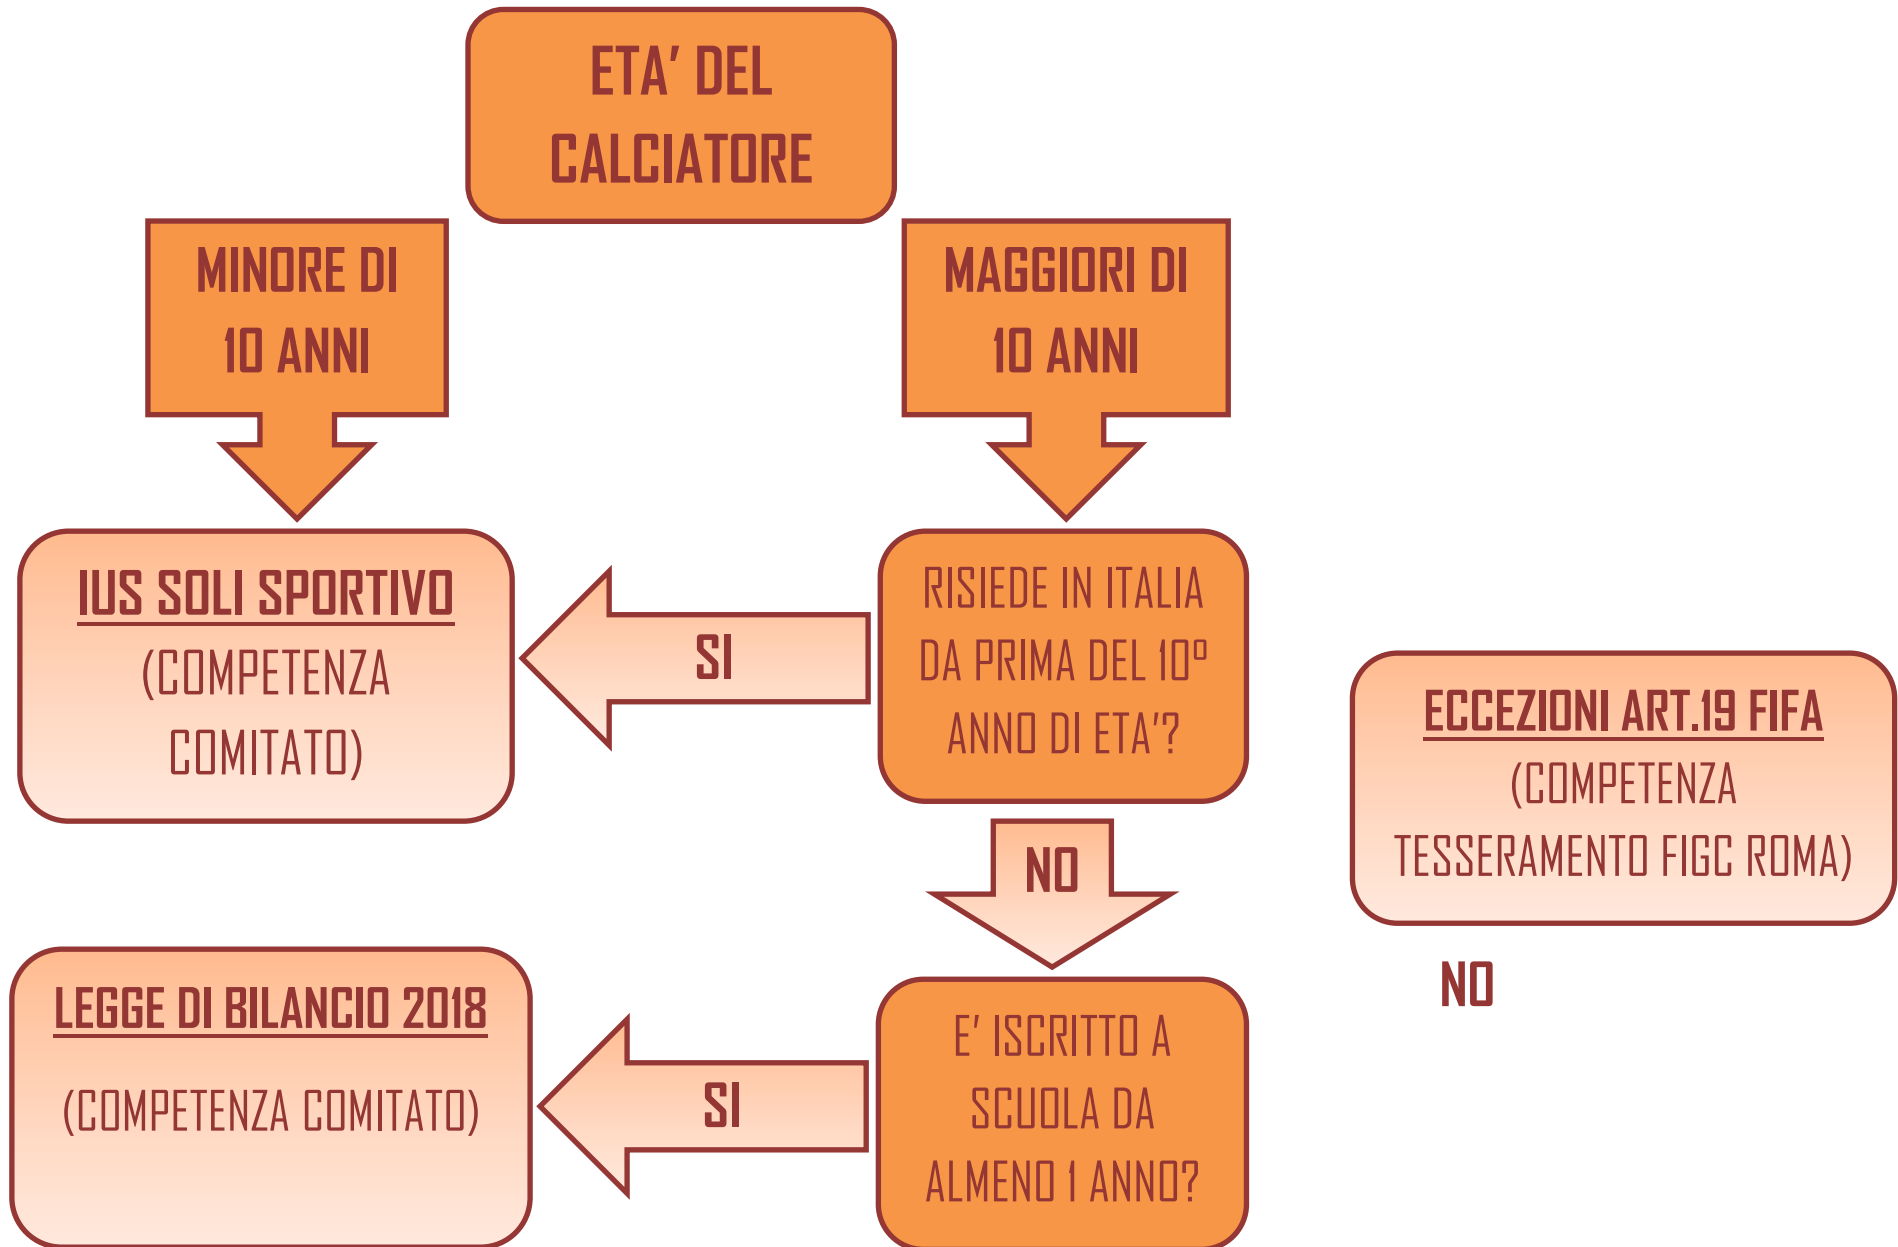 ETA' DEL
CALCIATORE
MINORE DI
10 ANNI
MAGGIORI DI
10 ANNI
IUS SOLI SPORTIVO
(COMPETENZA
COMITATO)
SI
RISIEDE IN ITALIA
DA PRIMA DEL 10º
ANNO DI ETA'?
ECCEZIONI ART.19 FIFA
(COMPETENZA
TESSERAMENTO FIGC ROMA)
NO
NO
LEGGE DI BILANCIO 2018
(COMPETENZA COMITATO)
SI
E' ISCRITTO A
SCUOLA DA
ALMENO 1 ANNO?